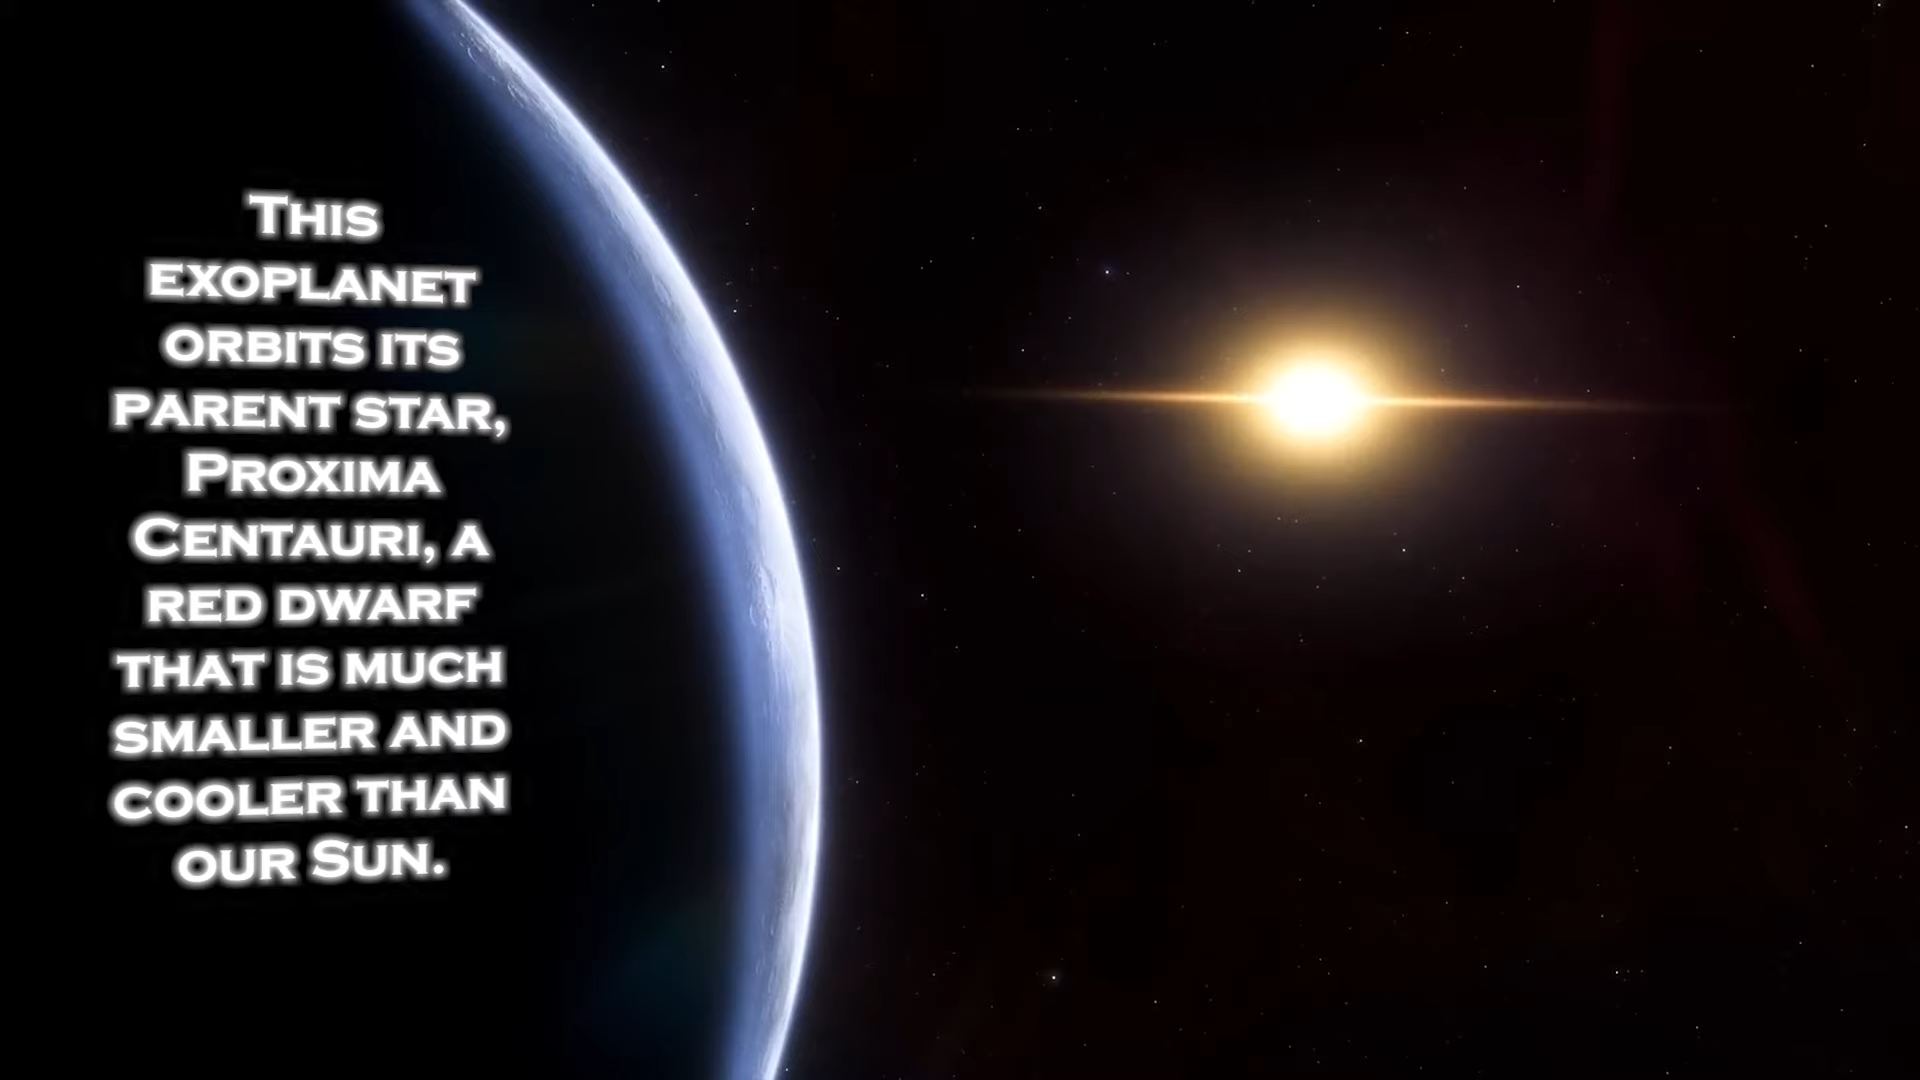 This
exoplanet
orbits its
parent star,
Proxima
Centauri, a
red dwarf
that is much
smaller and
cooler than
our Sun.